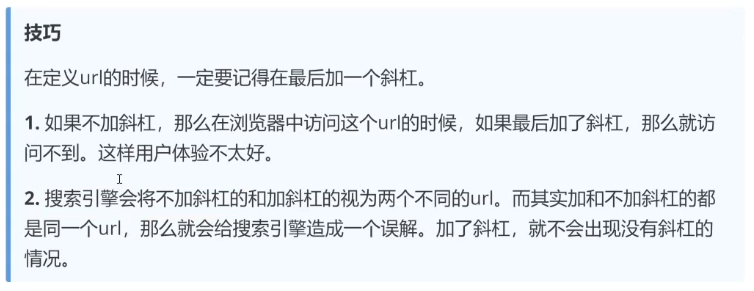 技巧
在定义url的时候，一定要记得在最后加一个斜杠。
1. 如果不加斜杠，那么在浏览器中访问这个url的时候，如果最后加了斜杠，那么就访
问不到。这样用户体验不太好。
2. 搜索引擎会将不加斜杠的和加斜杠的视为两个不同的url。而其实加和不加斜杠的都
是同一个url，那么就会给搜索引擎造成一个误解。加了斜杠，就不会出现没有斜杠的
情况。